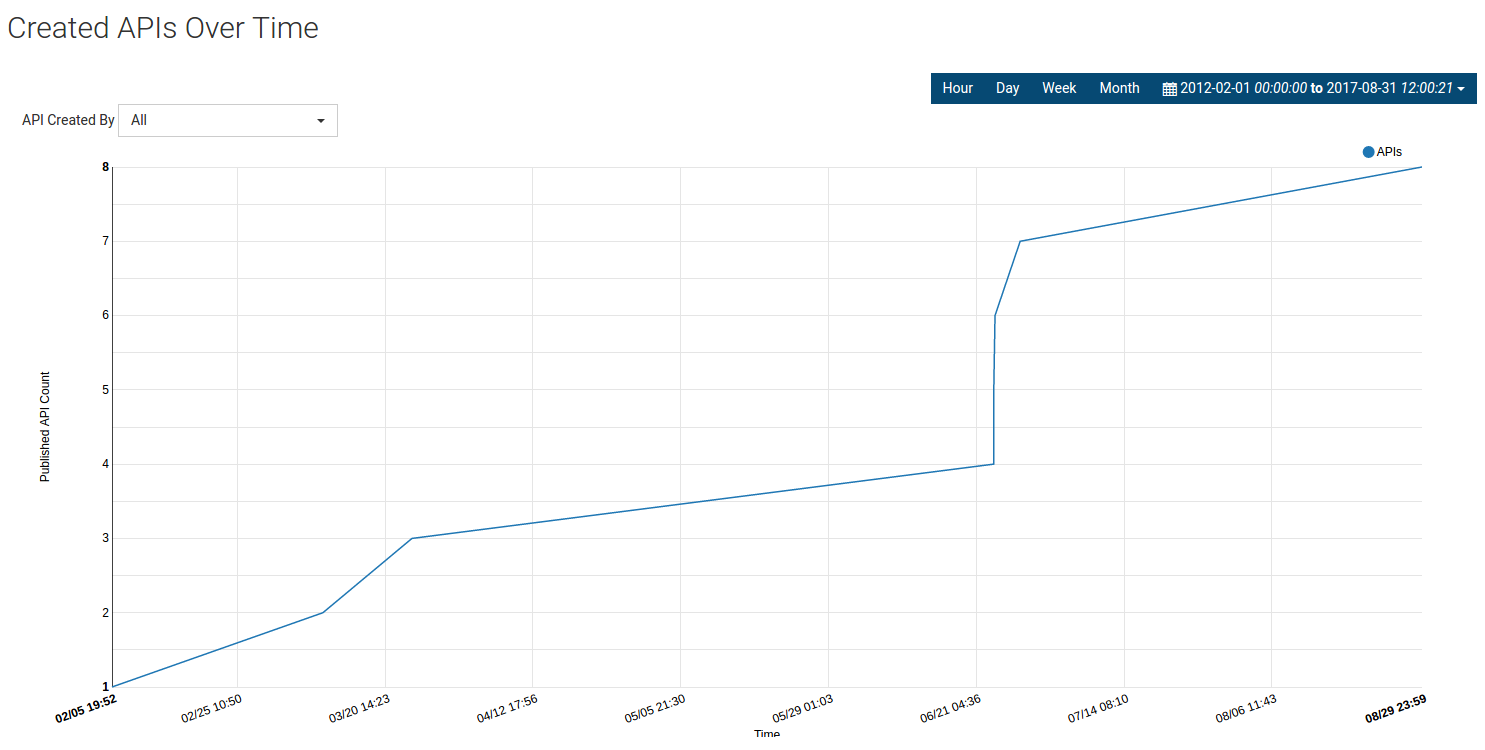 Created APIs Over Time
Hour Day Week Month 2012-02-01 00:00:00 to 2017-08-31 12:00:21
API Created By All
APIs
8
7
6
5
4
3
2
1
Published API Count
02/05 19:52 02/25 10:50 03/20 14:23 04/12 17:56 05/05 21:30 05/29 01:03 06/21 04:36 07/14 08:10 08/06 11:43 08/29 23:59
Time